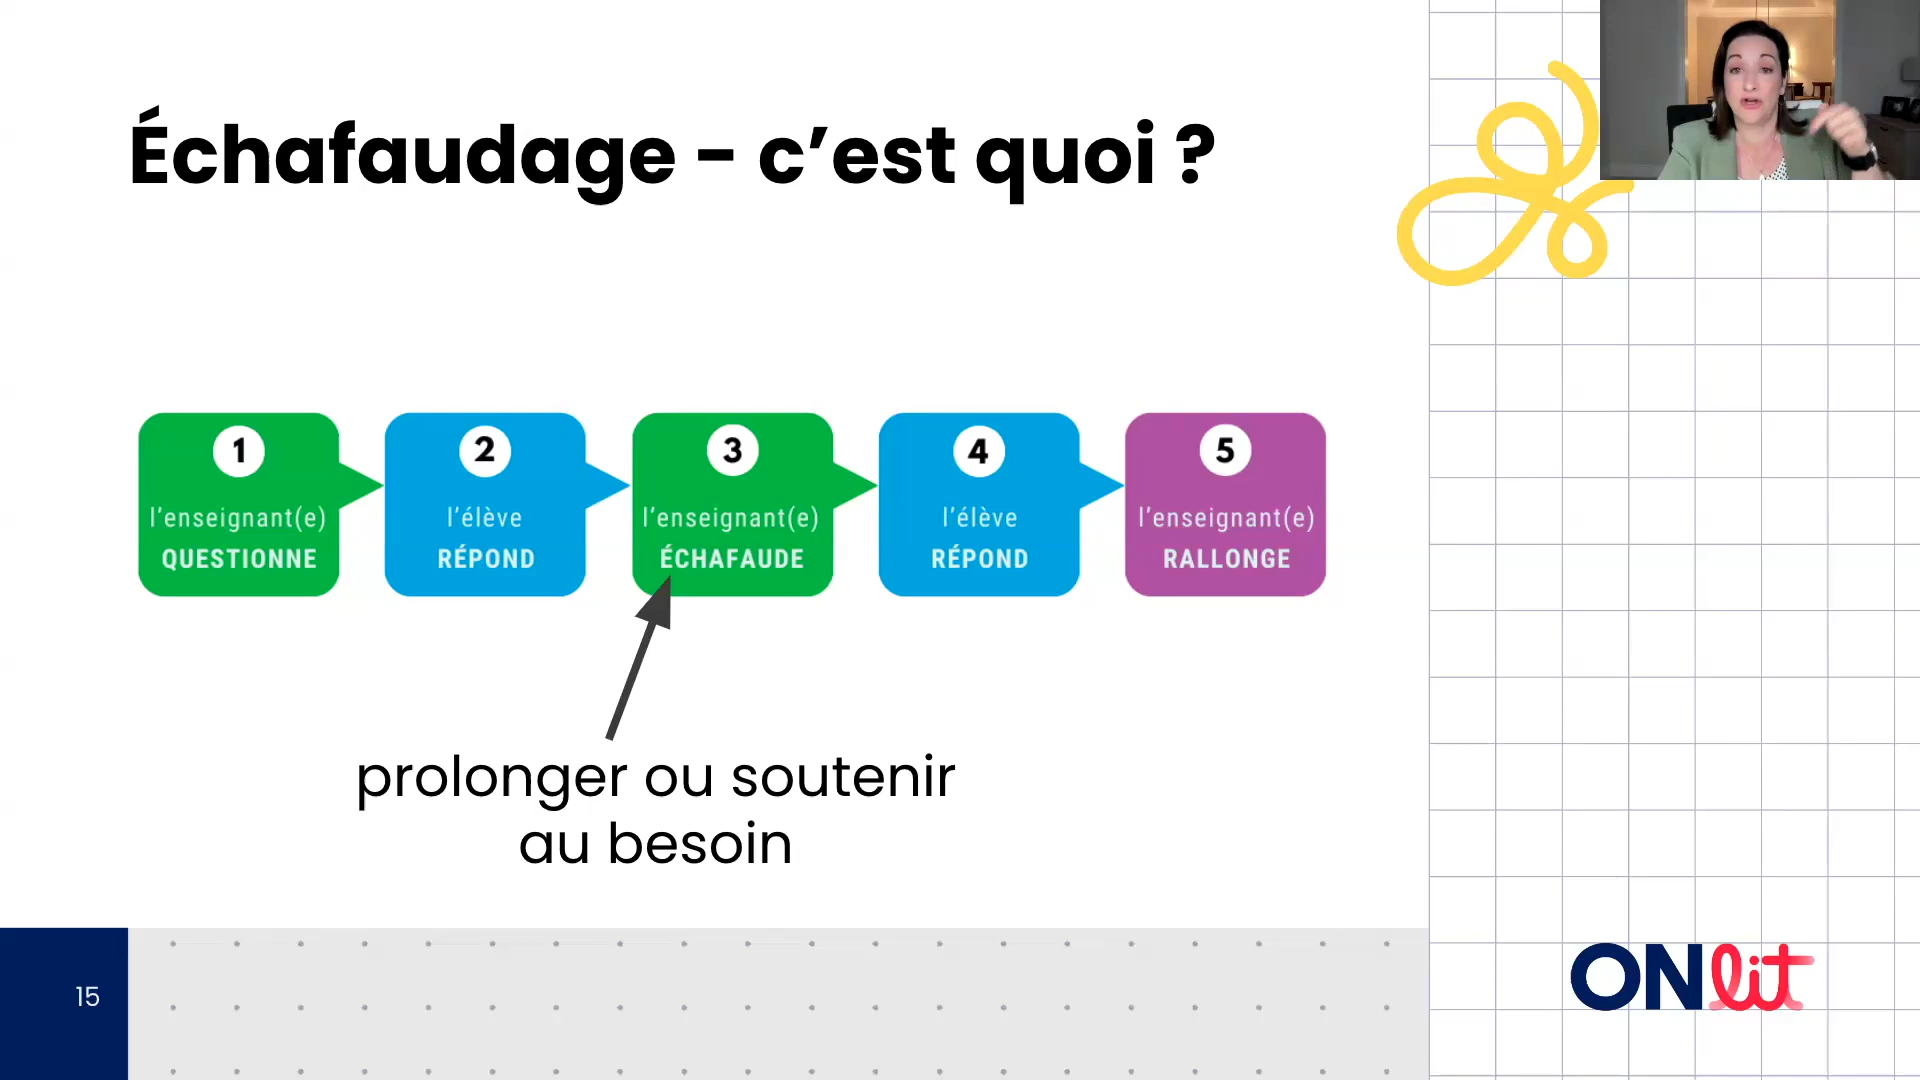 Échafaudage - c’est quoi ?
1
l’enseignant(e)
QUESTIONNE
2
l’élève
RÉPOND
3
l’enseignant(e)
ÉCHAFAUDE
4
l’élève
RÉPOND
5
l’enseignant(e)
RALLONGE
prolonger ou soutenir
au besoin
15
ONlit